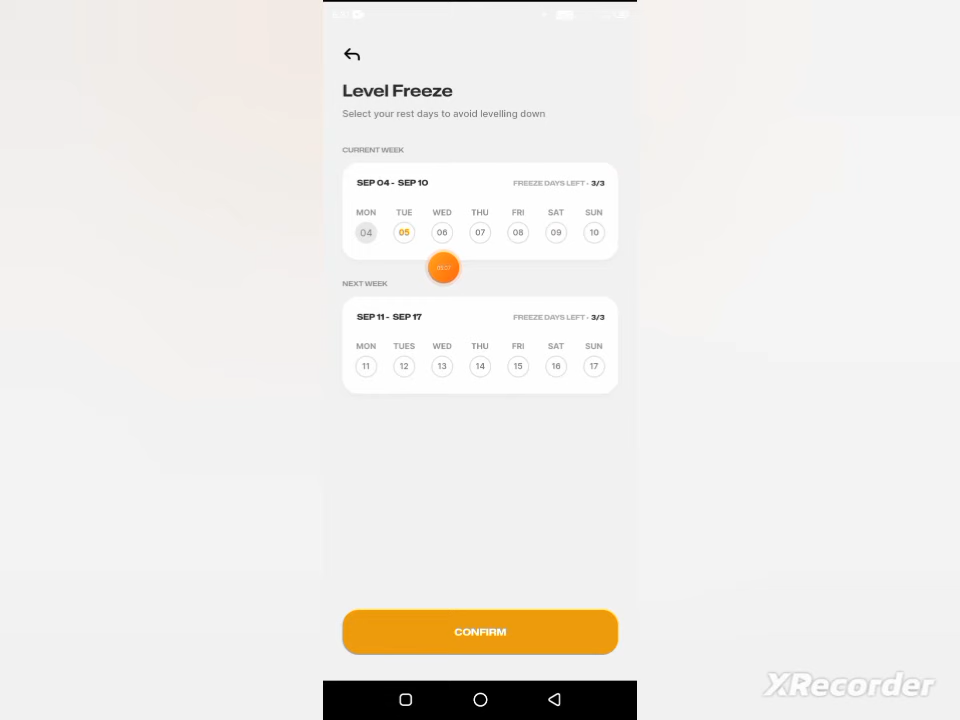 Level Freeze
Select your rest days to avoid levelling down
CURRENT WEEK
SEP 04 - SEP 10 FREEZE DAYS LEFT - 3/3
MON TUE WED THU FRI SAT SUN
04 05 06 07 08 09 10
NEXT WEEK
SEP 11 - SEP 17 FREEZE DAYS LEFT - 3/3
MON TUES WED THU FRI SAT SUN
11 12 13 14 15 16 17
CONFIRM
XRecorder